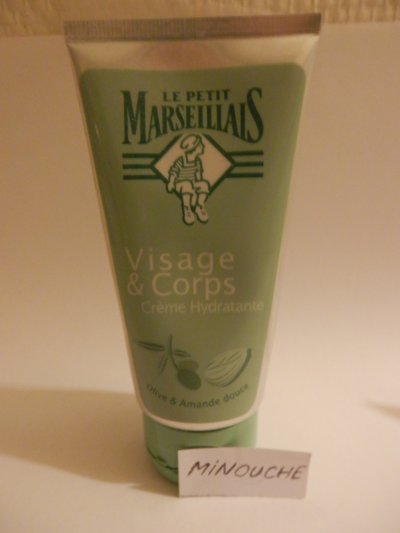 LE PETIT
MARSEILLAIS
Visage
& Corps
Crème Hydratante
Olive & Amande douce
MINOUCHE